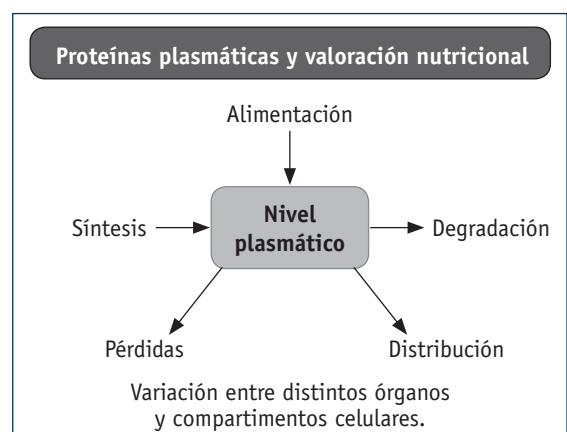 Proteínas plasmáticas y valoración nutricional
Alimentación
Síntesis
Nivel
plasmático
Degradación
Pérdidas
Distribución
Variación entre distintos órganos
y compartimentos celulares.